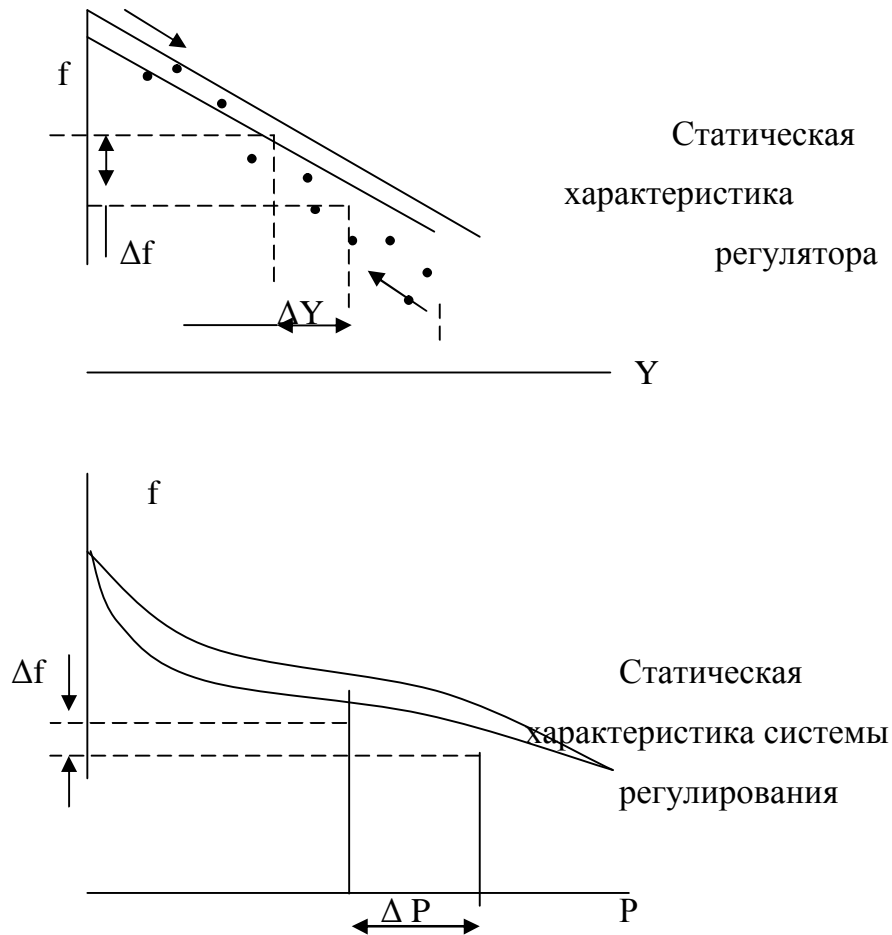 f
Статическая
характеристика
регулятора
Δf
ΔY
Y
f
Δf
Статическая
характеристика системы
регулирования
Δ P
P